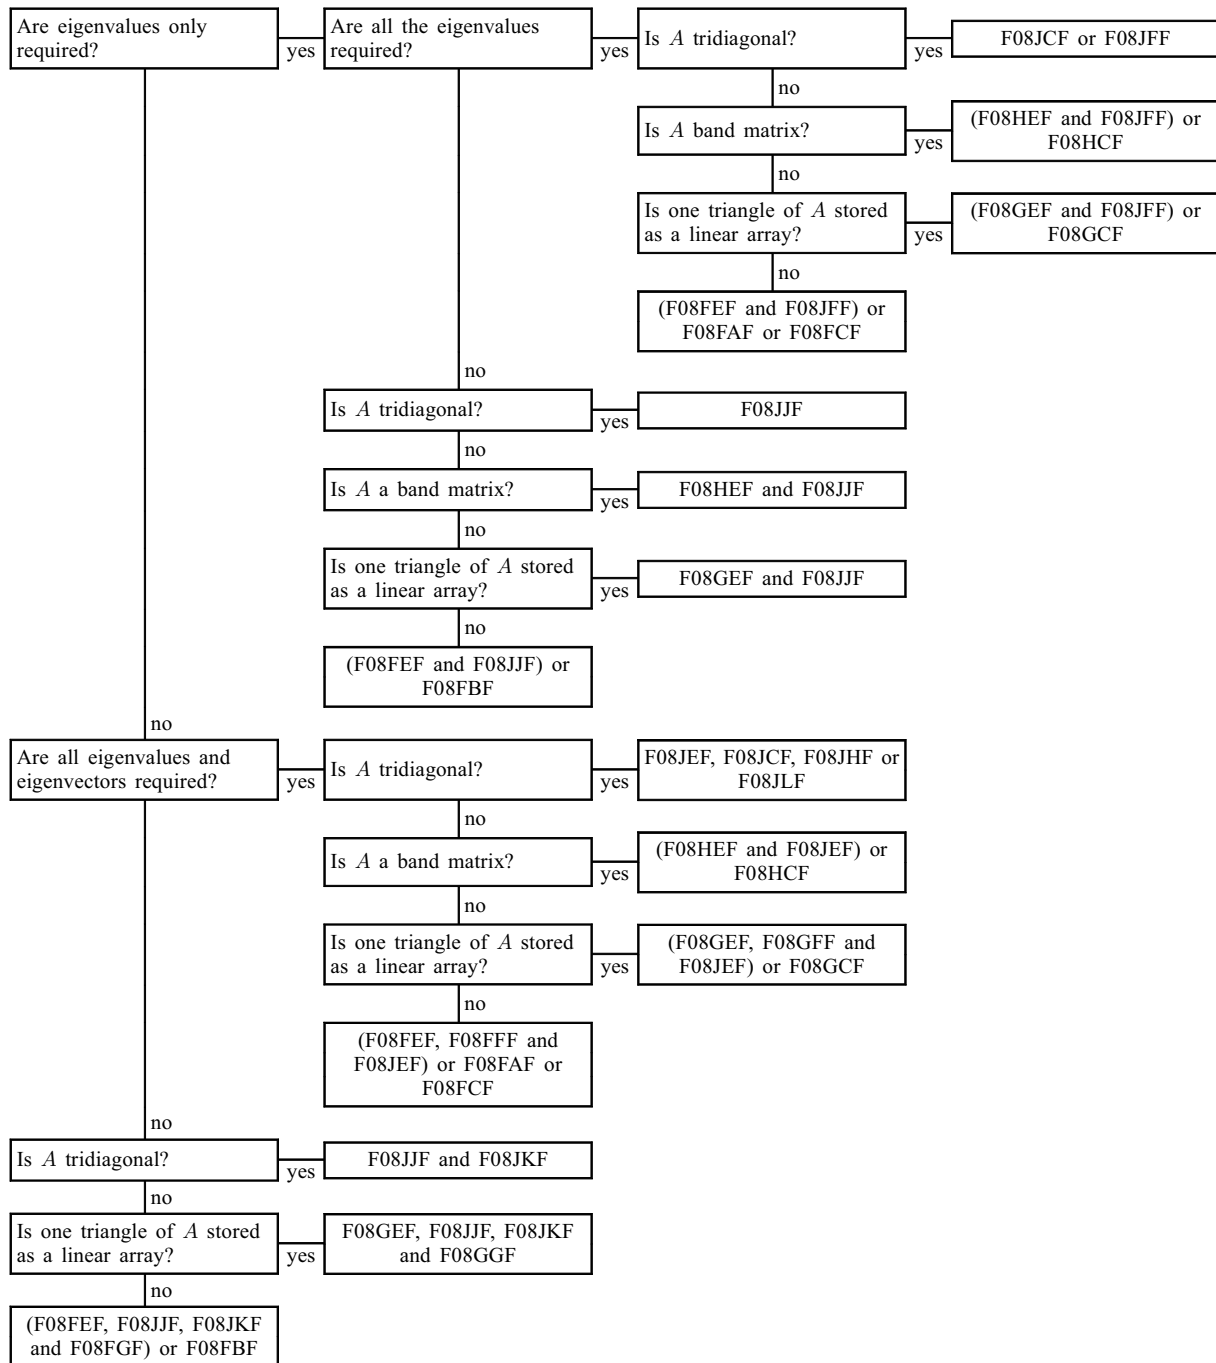 Are eigenvalues only
required?
yes
Are all the eigenvalues
required?
yes
Is A tridiagonal?
yes
F08JCF or F08JFF
no
Is A band matrix?
yes
(F08HEF and F08JFF) or
F08HCF
no
Is one triangle of A stored
as a linear array?
yes
(F08GEF and F08JFF) or
F08GCF
no
(F08FEF and F08JFF) or
F08FAF or F08FCF
no
Is A tridiagonal?
yes
F08JJF
no
Is A a band matrix?
yes
F08HEF and F08JJF
no
Is one triangle of A stored
as a linear array?
yes
F08GEF and F08JJF
no
(F08FEF and F08JJF) or
F08FBF
no
Are all eigenvalues and
eigenvectors required?
yes
Is A tridiagonal?
yes
F08JEF, F08JCF, F08JHF or
F08JLF
no
Is A a band matrix?
yes
(F08HEF and F08JEF) or
F08HCF
no
Is one triangle of A stored
as a linear array?
yes
(F08GEF, F08GFF and
F08JEF) or F08GCF
no
(F08FEF, F08FFF and
F08JEF) or F08FAF or
F08FCF
no
Is A tridiagonal?
yes
F08JJF and F08JKF
no
Is one triangle of A stored
as a linear array?
yes
F08GEF, F08JJF, F08JKF
and F08GGF
no
(F08FEF, F08JJF, F08JKF
and F08FGF) or F08FBF